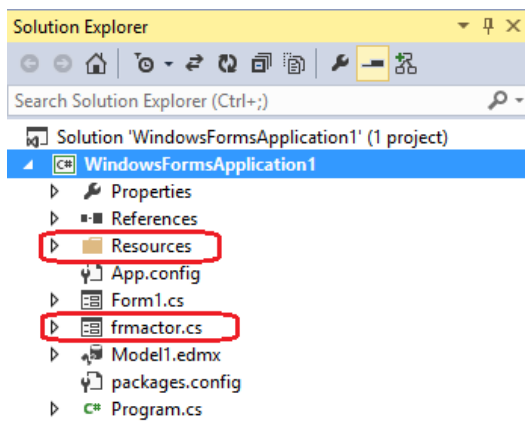 Solution Explorer
Search Solution Explorer (Ctrl+;)
Solution 'WindowsFormsApplication1' (1 project)
C# WindowsFormsApplication1
Properties
References
Resources
App.config
Form1.cs
frmactor.cs
Model1.edmx
packages.config
C# Program.cs